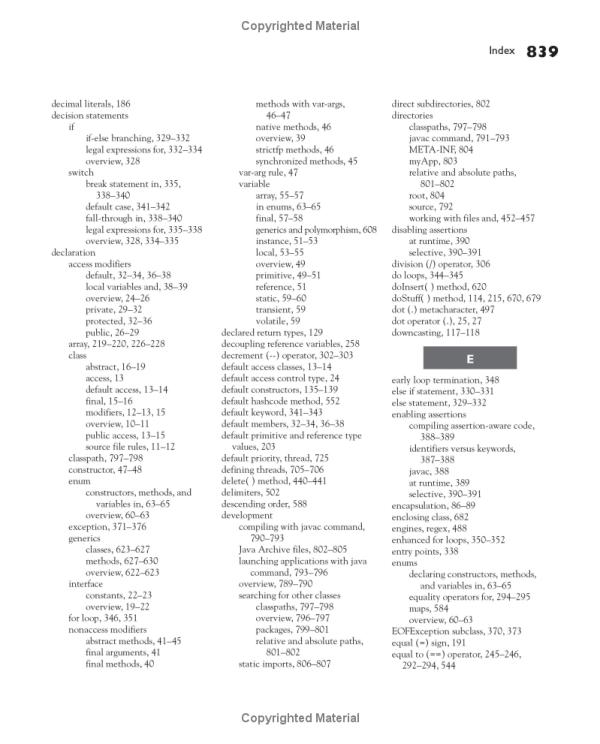 Copyrighted Material
Index 839
decimal literals, 186
decision statements
if
if-else branching, 329–332
legal expressions for, 332–334
overview, 328
switch
break statement in, 335,
338–340
default case, 341–342
fall-through in, 338–340
legal expressions for, 335–338
overview, 328, 334–335
declaration
access modifiers
default, 32–34, 36–38
local variables and, 38–39
overview, 24–26
private, 29–32
protected, 32–36
public, 26–29
array, 219–220, 226–228
class
abstract, 16–19
access, 13
default access, 13–14
final, 15–16
modifiers, 12–13, 15
overview, 10–11
public access, 13–15
source file rules, 11–12
classpath, 797–798
constructor, 47–48
enum
constructors, methods, and
variables in, 63–65
overview, 60–63
exception, 371–376
generics
classes, 623–627
methods, 627–630
overview, 622–623
interface
constants, 22–23
overview, 19–22
for loop, 346, 351
nonaccess modifiers
abstract methods, 41–45
final arguments, 41
final methods, 40
methods with var-args,
46–47
native methods, 46
overview, 39
strictfp methods, 46
synchronized methods, 45
var-arg rule, 47
variable
array, 55–57
in enums, 63–65
final, 57–58
generics and polymorphism, 608
instance, 51–53
local, 53–55
overview, 49
primitive, 49–51
reference, 51
static, 59–60
transient, 59
volatile, 59
declared return types, 129
decoupling reference variables, 258
decrement (--) operator, 302–303
default access classes, 13–14
default access control type, 24
default constructors, 135–139
default hashcode method, 552
default keyword, 341–343
default members, 32–34, 36–38
default primitive and reference type
values, 203
default priority, thread, 725
defining threads, 705–706
delete( ) method, 440–441
delimiters, 502
descending order, 588
development
compiling with javac command,
790–793
Java Archive files, 802–805
launching applications with java
command, 793–796
overview, 789–790
searching for other classes
classpaths, 797–798
overview, 796–797
packages, 799–801
relative and absolute paths,
801–802
static imports, 806–807
direct subdirectories, 802
directories
classpaths, 797–798
javac command, 791–793
META-INF, 804
myApp, 803
relative and absolute paths,
801–802
root, 804
source, 792
working with files and, 452–457
disabling assertions
at runtime, 390
selective, 390–391
division (/) operator, 306
do loops, 344–345
doInsert( ) method, 620
doStuff( ) method, 114, 215, 670, 679
dot (.) metacharacter, 497
dot operator (.), 25, 27
downcasting, 117–118
E
early loop termination, 348
else if statement, 330–331
else statement, 329–332
enabling assertions
compiling assertion-aware code,
388–389
identifiers versus keywords,
387–388
javac, 388
at runtime, 389
selective, 390–391
encapsulation, 86–89
enclosing class, 682
engines, regex, 488
enhanced for loops, 350–352
entry points, 338
enums
declaring constructors, methods,
and variables in, 63–65
equality operators for, 294–295
maps, 584
overview, 60–63
EOFException subclass, 370, 373
equal (=) sign, 191
equal to (==) operator, 245–246,
292–294, 544
Copyrighted Material